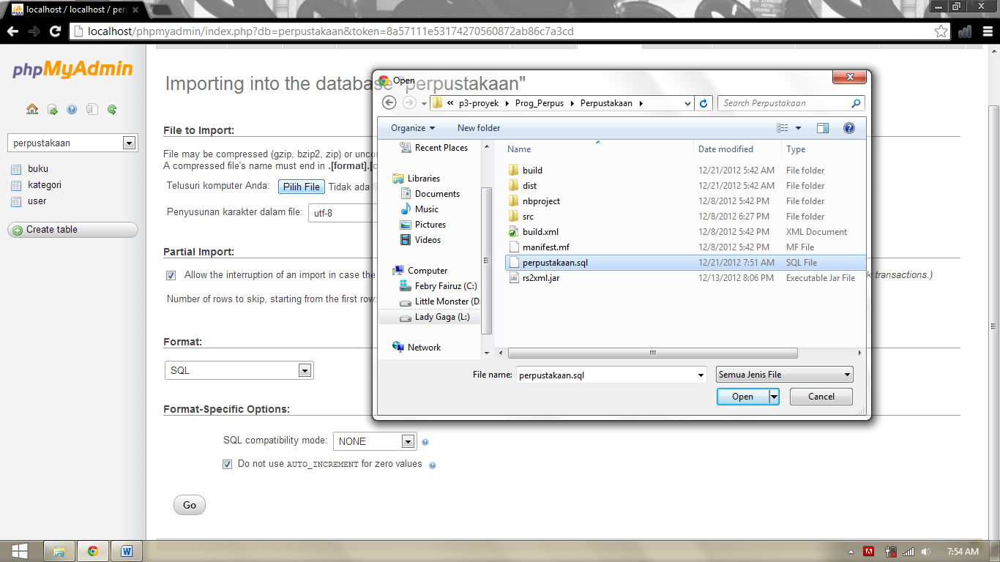 localhost / localhost / per
localhost/phpmyadmin/index.php?db=perpustakaan&token=8a57111e53174270560872ab86c7a3cd
phpMyAdmin
perpustakaan
buku
kategori
user
Create table
Importing into the database "perpustakaan"
File to Import:
File may be compressed (gzip, bzip2, zip) or uncom
A compressed file's name must end in .[format].[c
Telusuri komputer Anda: Pilih File Tidak ada
Penyusunan karakter dalam file: utf-8
Partial Import:
Allow the interruption of an import in case the
k transactions.)
Number of rows to skip, starting from the first row:
Format:
SQL
Format-Specific Options:
SQL compatibility mode: NONE
Do not use AUTO_INCREMENT for zero values
Go
Open
« p3-proyek Prog_Perpus Perpustakaan
Search Perpustakaan
Organize New folder
Recent Places
Libraries
Documents
Music
Pictures
Videos
Computer
Febry Fairuz (C:)
Little Monster (D:
Lady Gaga (L:)
Network
Name Date modified Type
build 12/21/2012 5:42 AM File folder
dist 12/21/2012 5:42 AM File folder
nbproject 12/8/2012 5:42 PM File folder
src 12/8/2012 6:27 PM File folder
build.xml 12/8/2012 5:42 PM XML Document
manifest.mf 12/8/2012 5:42 PM MF File
perpustakaan.sql 12/21/2012 7:51 AM SQL File
rs2xml.jar 12/13/2012 8:06 PM Executable Jar File
File name: perpustakaan.sql Semua Jenis File
Open Cancel
7:54 AM